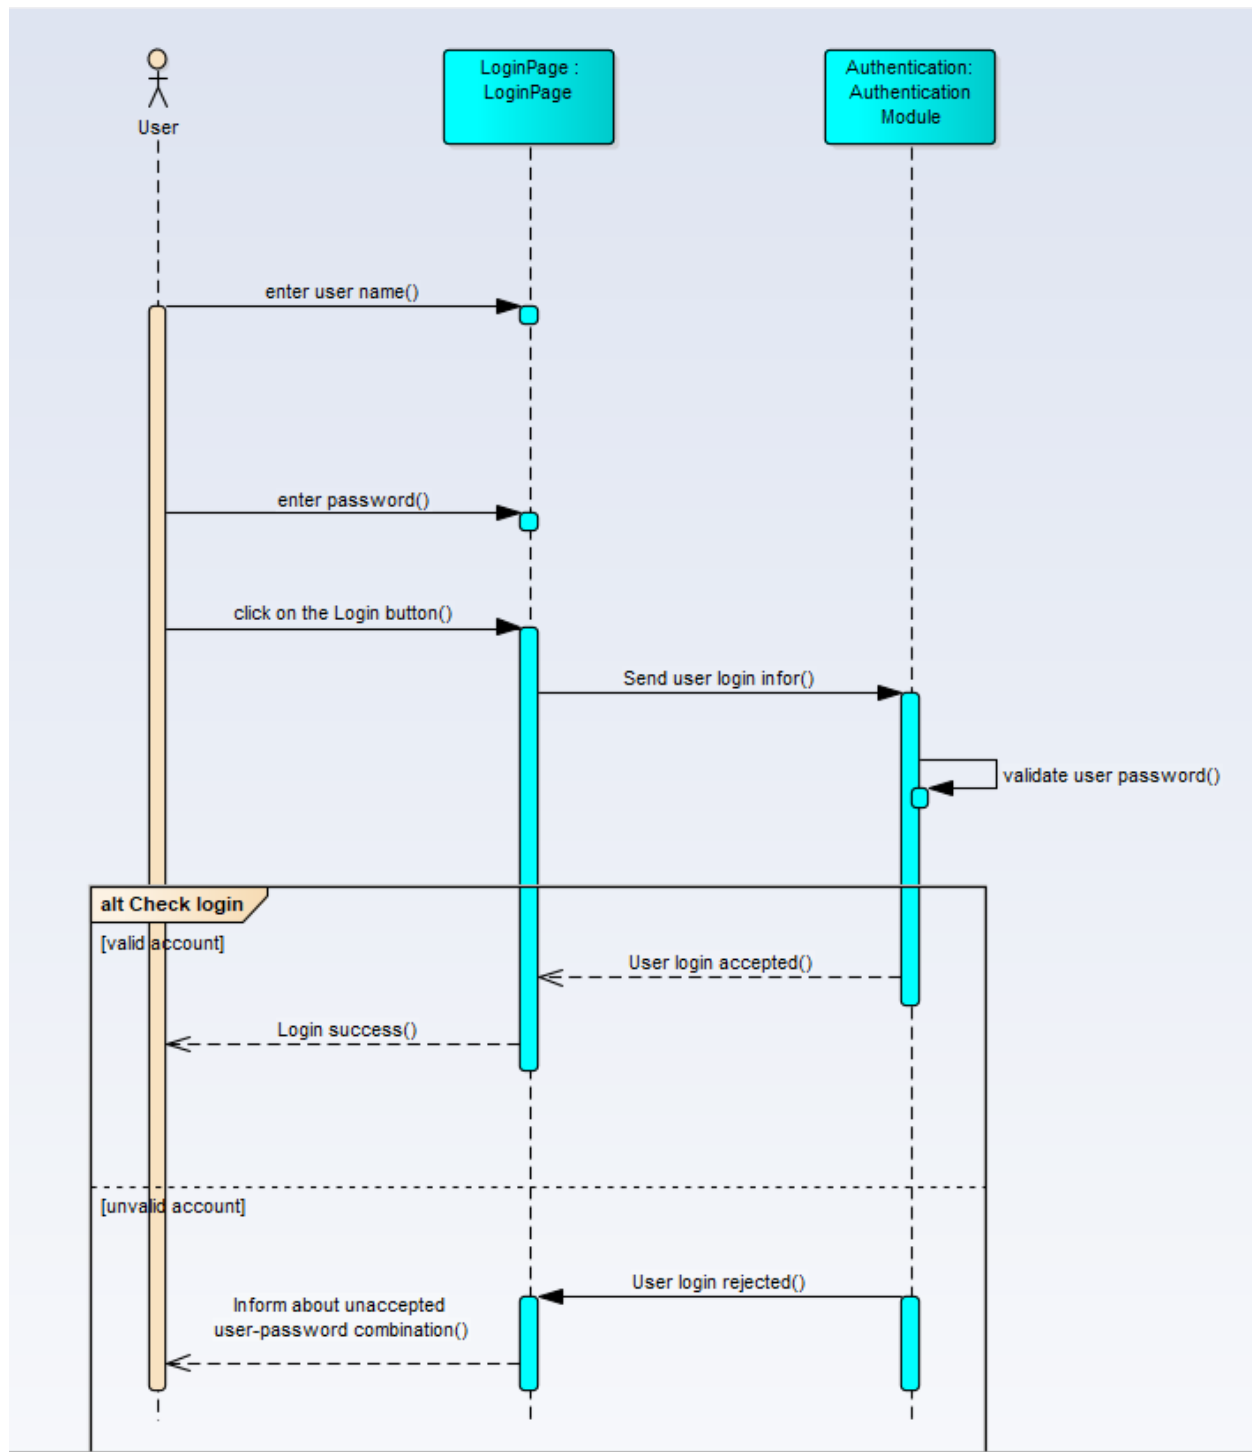 User
LoginPage :
LoginPage
Authentication:
Authentication
Module
enter user name()
enter password()
click on the Login button()
Send user login infor()
validate user password()
alt Check login
[valid account]
User login accepted()
Login success()
[unvalid account]
User login rejected()
Inform about unaccepted
user-password combination()